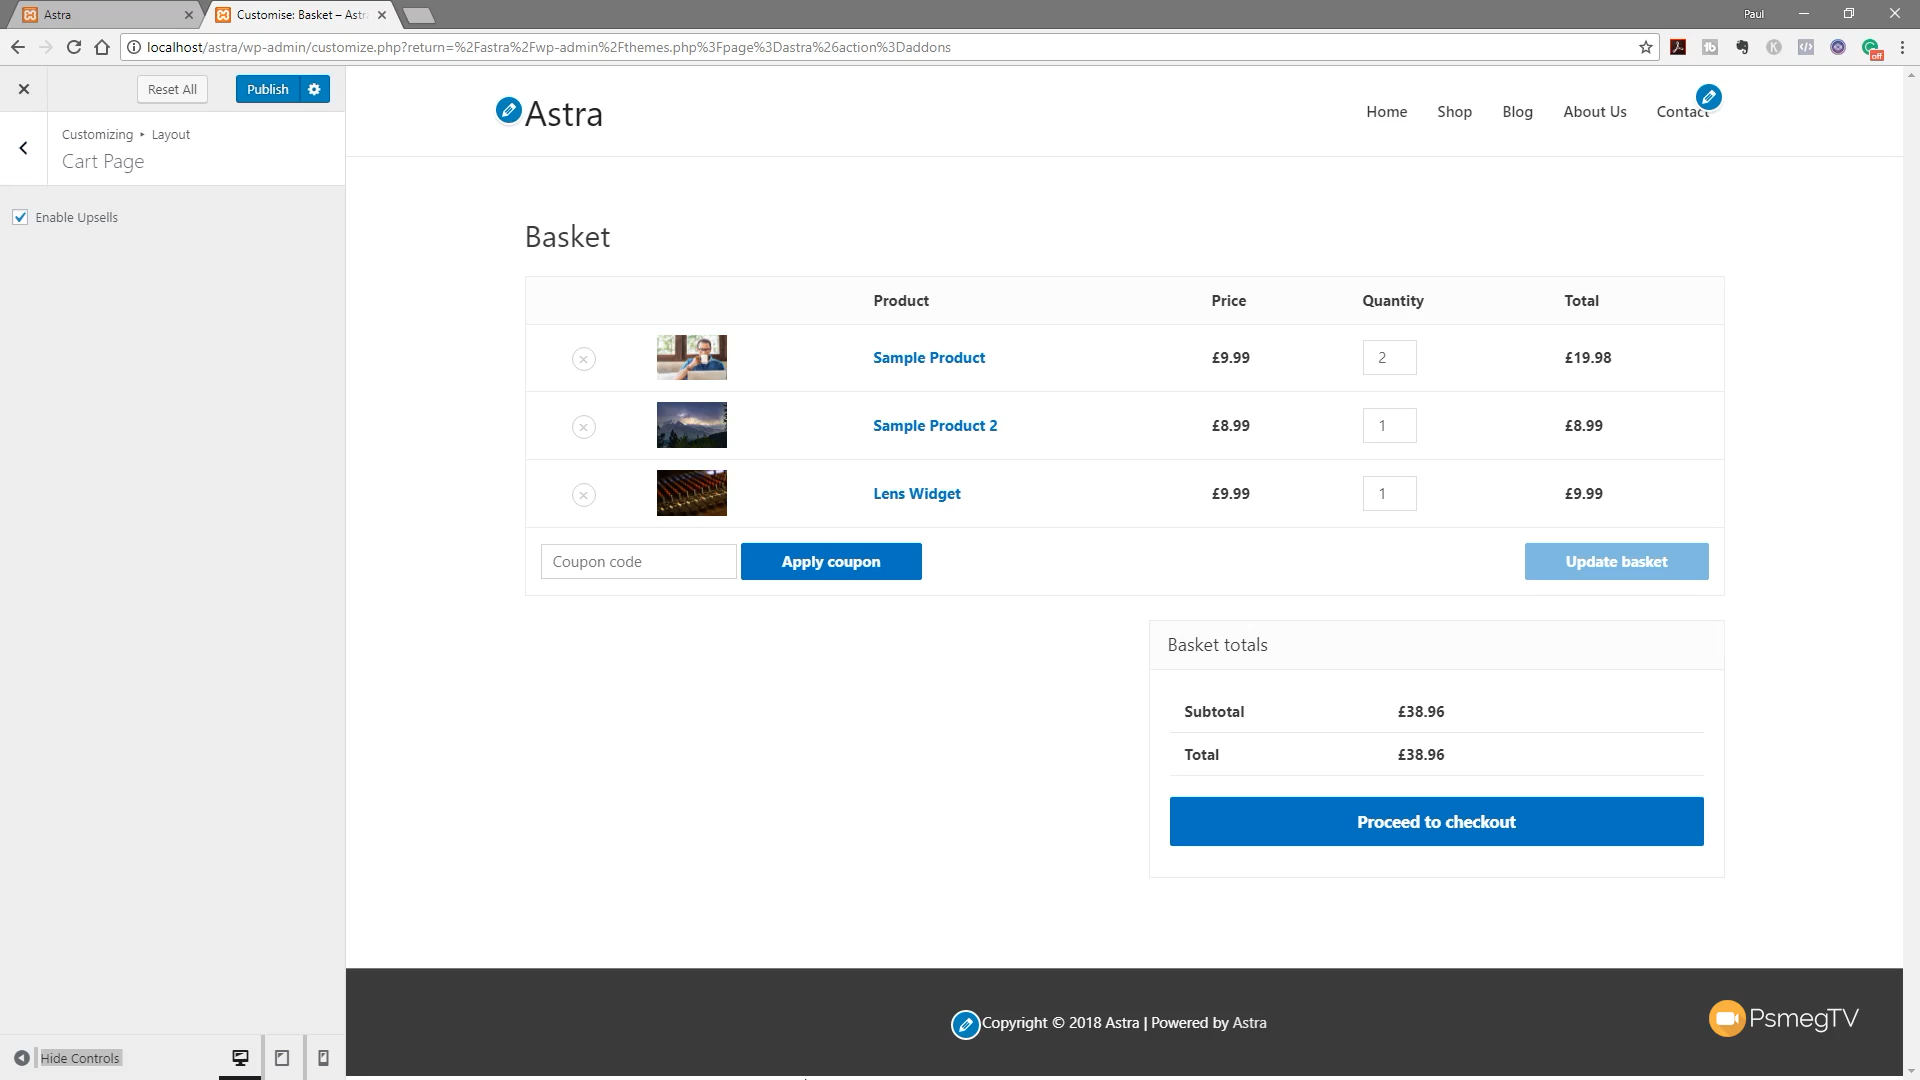 Astra
Customise: Basket – Astr
Paul
localhost/astra/wp-admin/customize.php?return=%2Fastra%2Fwp-admin%2Fthemes.php%3Fpage%3Dastra%26action%3Daddons
off
Reset All
Publish
Customizing ▸ Layout
Cart Page
Enable Upsells
Hide Controls
Astra
Home
Shop
Blog
About Us
Contact
Basket
Product Price Quantity Total
Sample Product £9.99 2 £19.98
Sample Product 2 £8.99 1 £8.99
Lens Widget £9.99 1 £9.99
Coupon code
Apply coupon
Update basket
Basket totals
Subtotal £38.96
Total £38.96
Proceed to checkout
Copyright © 2018 Astra | Powered by Astra
PsmegTV